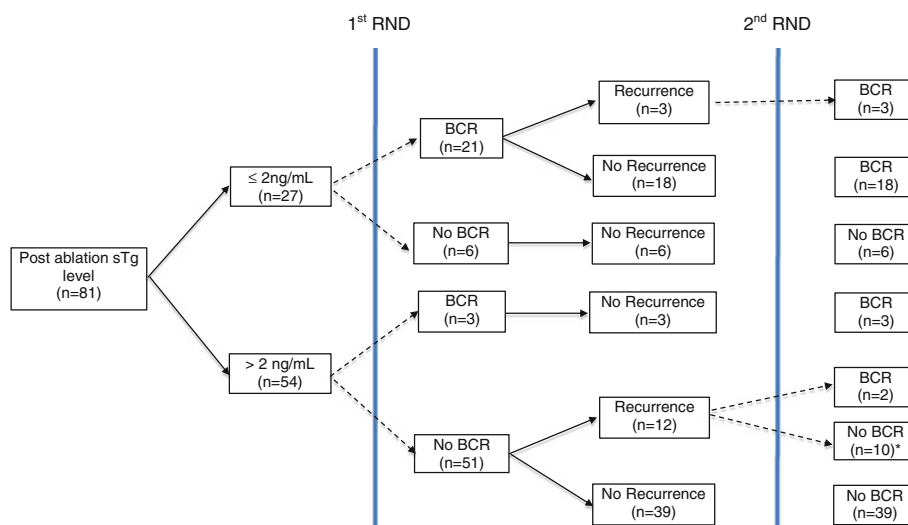 1st RND
2nd RND
Post ablation sTg
level
(n=81)
≤ 2ng/mL
(n=27)
> 2 ng/mL
(n=54)
BCR
(n=21)
No BCR
(n=6)
BCR
(n=3)
No BCR
(n=51)
Recurrence
(n=3)
No Recurrence
(n=18)
No Recurrence
(n=6)
No Recurrence
(n=3)
Recurrence
(n=12)
No Recurrence
(n=39)
BCR
(n=3)
BCR
(n=18)
No BCR
(n=6)
BCR
(n=3)
BCR
(n=2)
No BCR
(n=10)*
No BCR
(n=39)